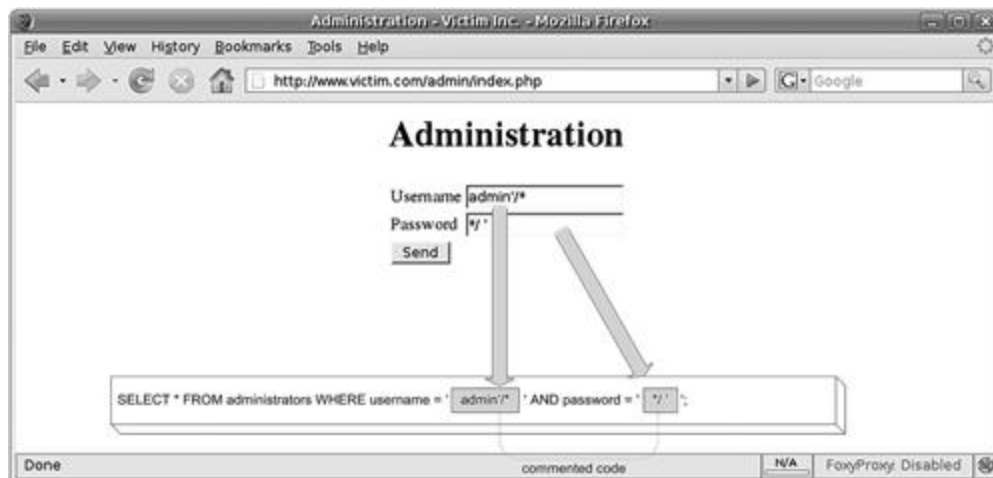 Administration - Victim Inc. - Mozilla Firefox
File Edit View History Bookmarks Tools Help
http://www.victim.com/admin/index.php
G Google
Administration
Username admin'/*
Password */ '
Send
SELECT * FROM administrators WHERE username = ' admin'/* ' AND password = ' */ ' ';
commented code
Done N/A FoxyProxy: Disabled